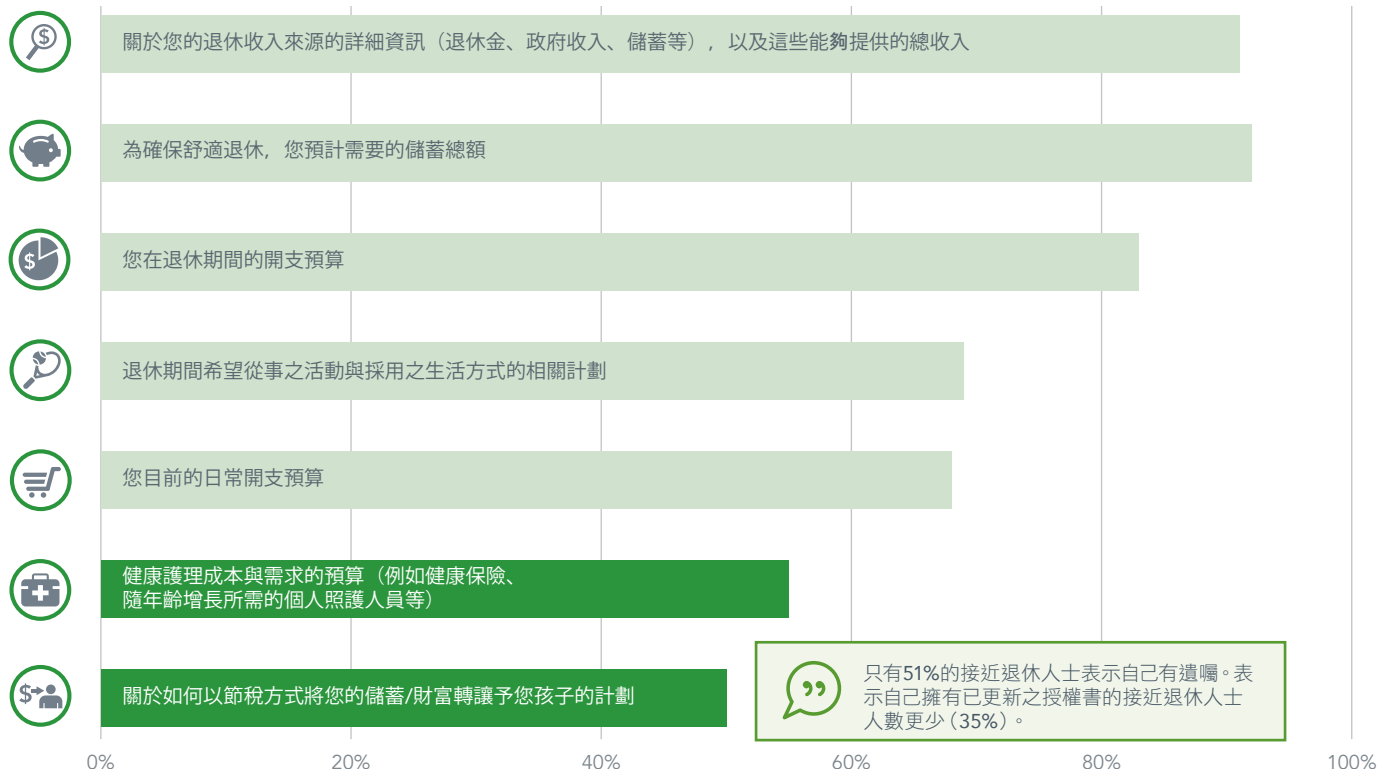 關於您的退休收入來源的詳細資訊（退休金、政府收入、儲蓄等），以及這些能夠提供的總收入
為確保舒適退休，您預計需要的儲蓄總額
您在退休期間的開支預算
退休期間希望從事之活動與採用之生活方式的相關計劃
您目前的日常開支預算
健康護理成本與需求的預算（例如健康保險、
隨年齡增長所需的個人照護人員等）
關於如何以節稅方式將您的儲蓄/財富轉讓予您孩子的計劃
只有51%的接近退休人士表示自己有遺囑。表
示自己擁有已更新之授權書的接近退休人士
人數更少（35%）。
0% 20% 40% 60% 80% 100%